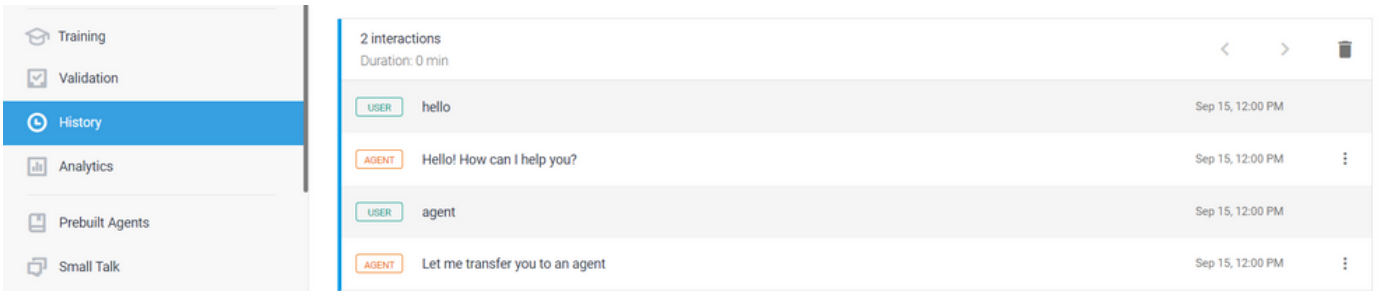 Training
Validation
History
Analytics
Prebuilt Agents
Small Talk
2 interactions
Duration: 0 min
USER hello Sep 15, 12:00 PM
AGENT Hello! How can I help you? Sep 15, 12:00 PM
USER agent Sep 15, 12:00 PM
AGENT Let me transfer you to an agent Sep 15, 12:00 PM